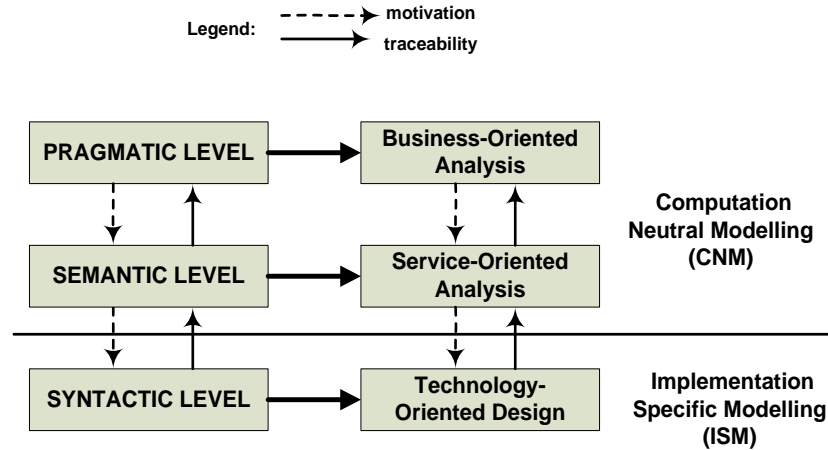 Legend:
motivation
traceability
PRAGMATIC LEVEL
Business-Oriented
Analysis
SEMANTIC LEVEL
Service-Oriented
Analysis
Computation
Neutral Modelling
(CNM)
SYNTACTIC LEVEL
Technology-
Oriented Design
Implementation
Specific Modelling
(ISM)